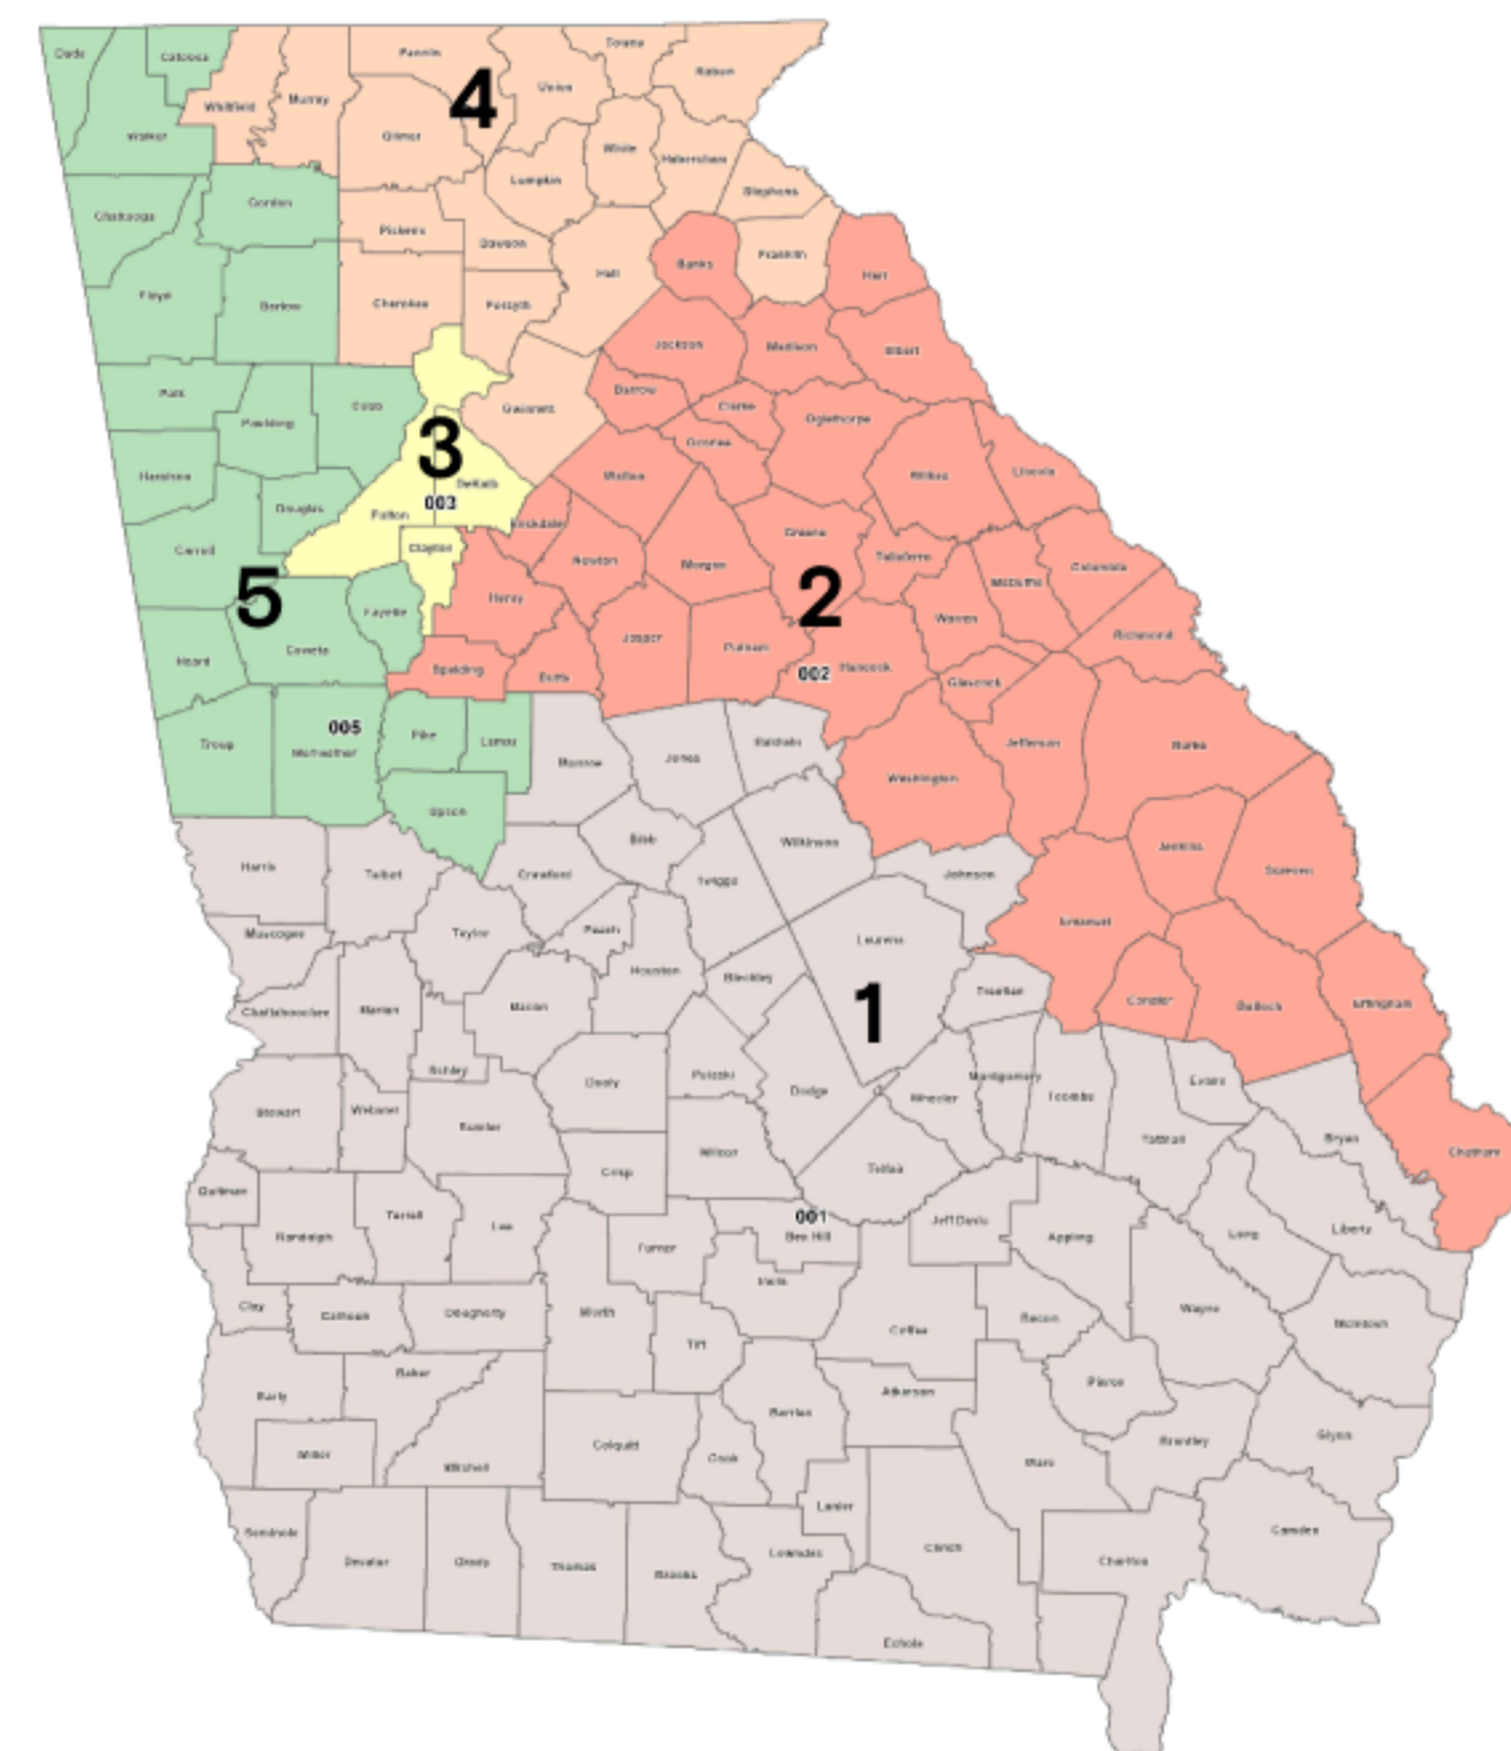 Dade
Catoosa
Fannin
Towns
Rabun
Union
Whitfield
Murray
4
Walker
Gilmer
White
Habersham
Lumpkin
Stephens
Chattooga
Gordon
Pickens
Dawson
Hall
Banks
Franklin
Hart
Floyd
Bartow
Cherokee
Forsyth
Jackson
Madison
Elbert
Polk
Paulding
Cobb
Barrow
Gwinnett
Clarke
Oglethorpe
Oconee
3
Haralson
Walton
Wilkes
Lincoln
DeKalb
003
Douglas
Fulton
Rockdale
Carroll
Clayton
Newton
Morgan
Greene
Taliaferro
McDuffie
Columbia
5
2
Henry
Fayette
Warren
Richmond
Heard
Coweta
Spalding
Butts
Jasper
Putnam
002
Hancock
Glascock
Troup
005
Meriwether
Pike
Lamar
Monroe
Jones
Baldwin
Washington
Jefferson
Burke
Upson
Bibb
Wilkinson
Jenkins
Screven
Harris
Talbot
Crawford
Twiggs
Johnson
Muscogee
Taylor
Peach
Laurens
Emanuel
Houston
Bleckley
Chattahoochee
Marion
Macon
1
Treutlen
Candler
Bulloch
Effingham
Schley
Dooly
Pulaski
Dodge
Wheeler
Montgomery
Toombs
Evans
Stewart
Webster
Sumter
Wilcox
Tattnall
Bryan
Chatham
Crisp
Telfair
Quitman
Randolph
Terrell
Lee
Turner
001
Ben Hill
Jeff Davis
Appling
Long
Liberty
Irwin
Clay
Calhoun
Dougherty
Worth
Tift
Coffee
Bacon
Wayne
McIntosh
Early
Baker
Atkinson
Pierce
Miller
Mitchell
Colquitt
Cook
Berrien
Ware
Brantley
Glynn
Lanier
Seminole
Decatur
Grady
Thomas
Brooks
Lowndes
Clinch
Charlton
Camden
Echols